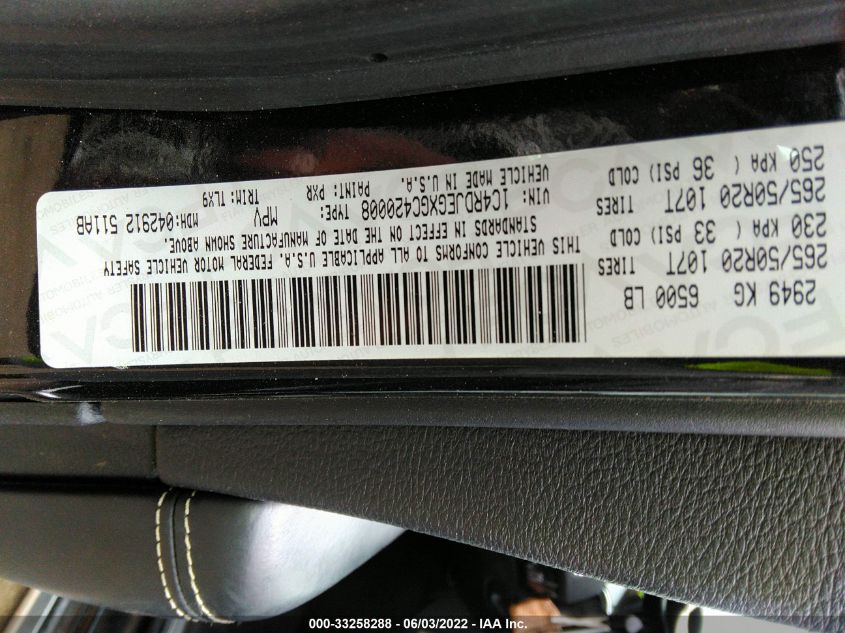 2949 KG 6500 LB
265/50R20 107T TIRES
230 KPA ( 33 PSI) COLD
265/50R20 107T TIRES
250 KPA ( 36 PSI) COLD
THIS VEHICLE CONFORMS TO ALL APPLICABLE U.S.A. FEDERAL MOTOR VEHICLE SAFETY
STANDARDS IN EFFECT ON THE DATE OF MANUFACTURE SHOWN ABOVE.
VIN: 1C4RDJEGXGC420008 TYPE: MPV MDH:042912 511AB
VEHICLE MADE IN U.S.A. PAINT: PXR TRIM: TLX9
000-33258288 - 06/03/2022 - IAA Inc.